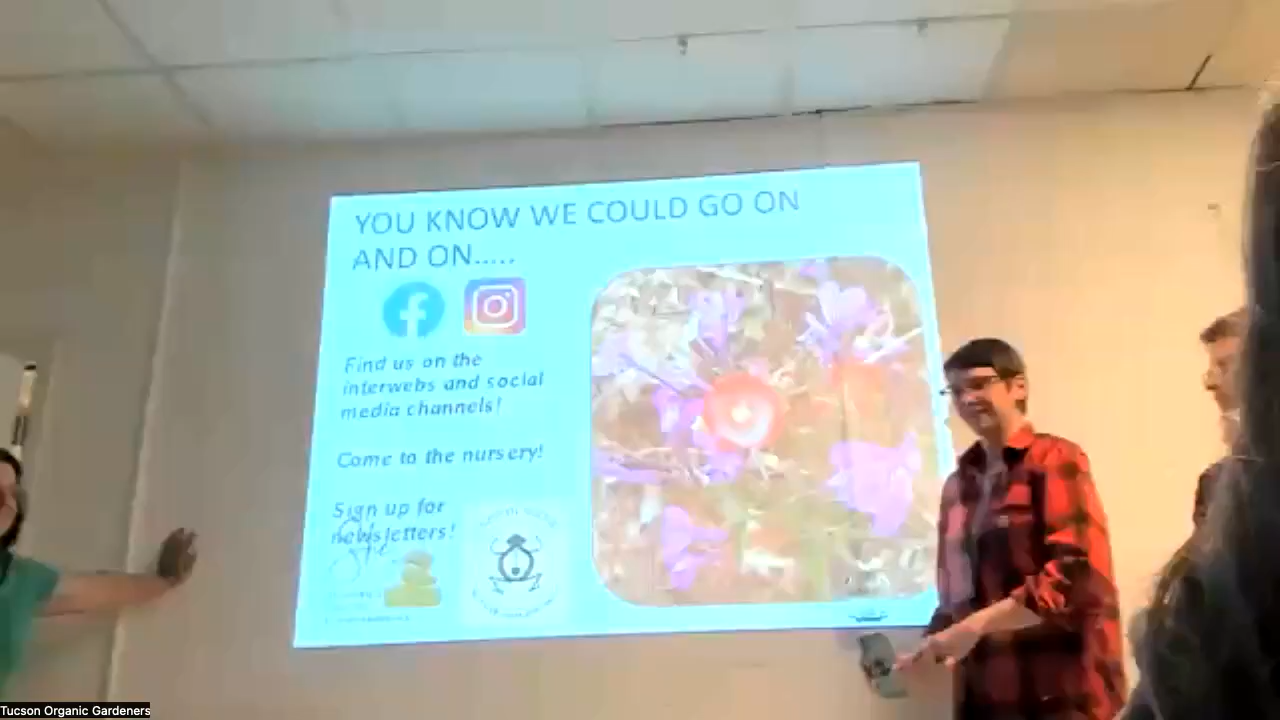 YOU KNOW WE COULD GO ON
AND ON.....
Find us on the
interwebs and social
media channels!
Come to the nursery!
Sign up for
newsletters!
Tucson Organic Gardeners